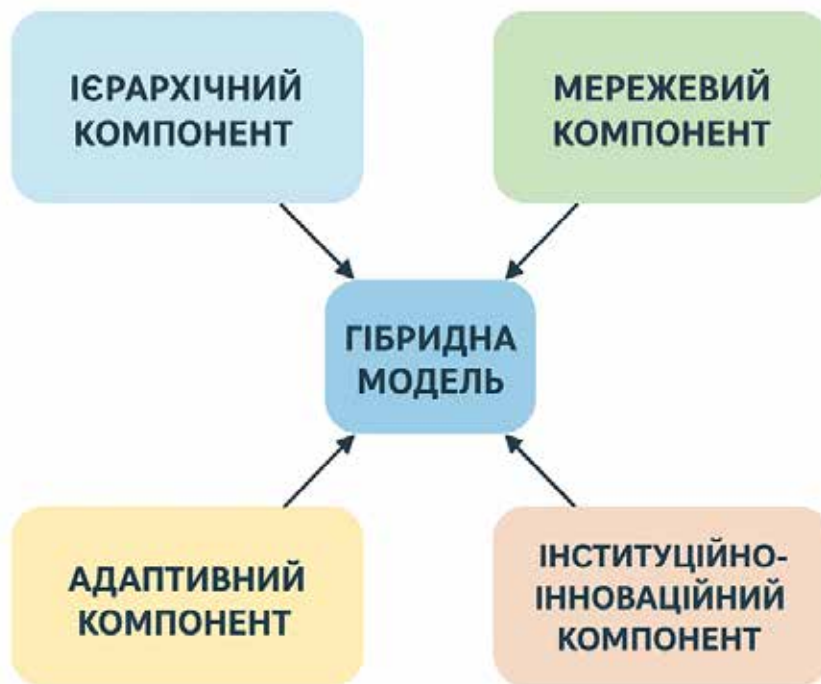 ІЄРАРХІЧНИЙ
КОМПОНЕНТ
МЕРЕЖЕВИЙ
КОМПОНЕНТ
ГІБРИДНА
МОДЕЛЬ
АДАПТИВНИЙ
КОМПОНЕНТ
ІНСТИТУЦІЙНО-
ІННОВАЦІЙНИЙ
КОМПОНЕНТ